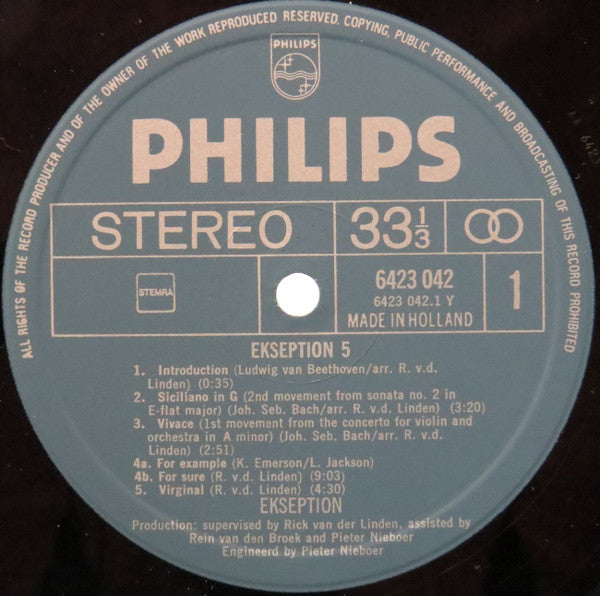 ALL RIGHTS OF THE RECORD PRODUCER AND OF THE OWNER OF THE WORK REPRODUCED RESERVED. COPYING, PUBLIC PERFORMANCE AND BROADCASTING OF THIS RECORD PROHIBITED
PHILIPS
PHILIPS
STEREO 33⅓
STEMRA
6423 042
6423 042.1 Y
MADE IN HOLLAND
1
EKSEPTION 5
1. Introduction (Ludwig van Beethoven/arr. R. v.d.
Linden) (0:35)
2. Siciliano in G (2nd movement from sonata no. 2 in
E-flat major) (Joh. Seb. Bach/arr. R. v.d. Linden) (3:20)
3. Vivace (1st movement from the concerto for violin and
orchestra in A minor) (Joh. Seb. Bach/arr. R. v.d. Linden)
(2:51)
4a. For example (K. Emerson/L. Jackson)
4b. For sure (R. v.d. Linden) (9:03)
5. Virginal (R. v.d. Linden) (4:30)
EKSEPTION
Production: supervised by Rick van der Linden, assisted by
Rein van den Broek and Pieter Nieboer
Engineerd by Pieter Nieboer